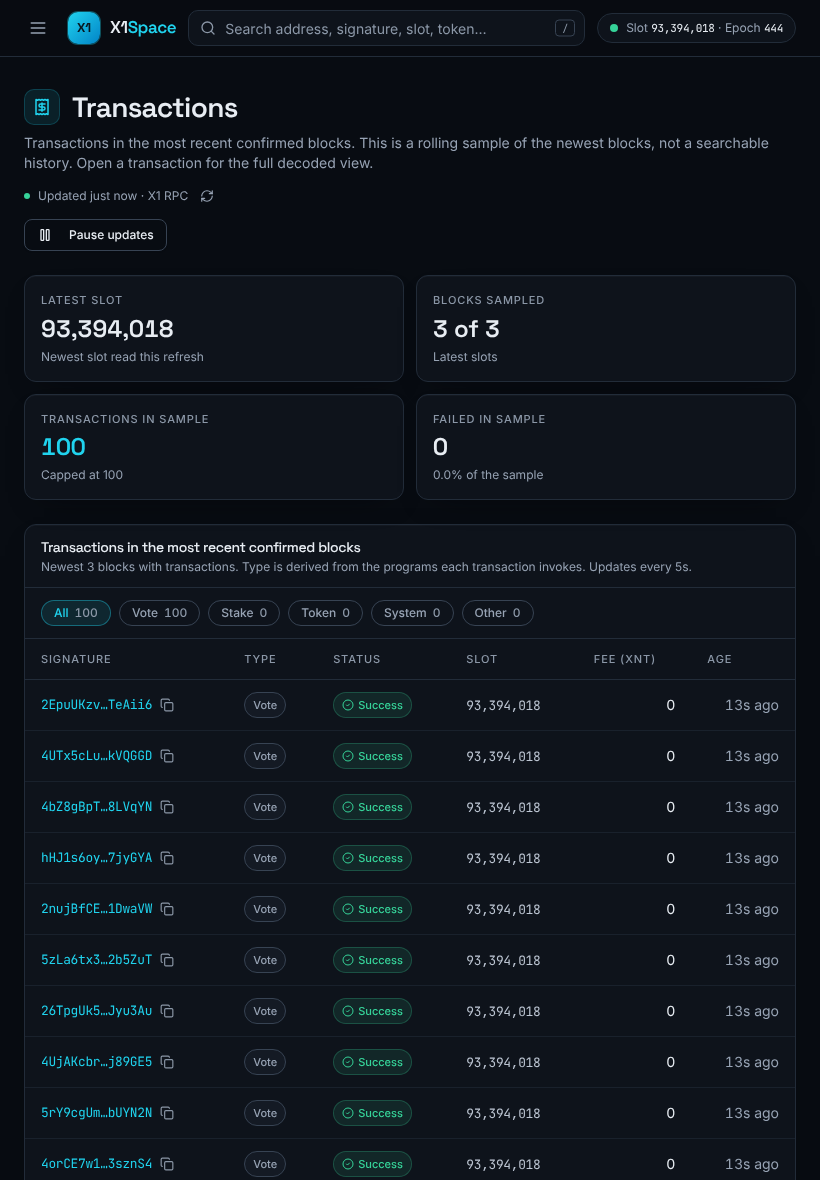 X1 X1Space Search address, signature, slot, token... / Slot 93,394,018 · Epoch 444
Transactions
Transactions in the most recent confirmed blocks. This is a rolling sample of the newest blocks, not a searchable
history. Open a transaction for the full decoded view.
Updated just now · X1 RPC
Pause updates
LATEST SLOT
93,394,018
Newest slot read this refresh
BLOCKS SAMPLED
3 of 3
Latest slots
TRANSACTIONS IN SAMPLE
100
Capped at 100
FAILED IN SAMPLE
0
0.0% of the sample
Transactions in the most recent confirmed blocks
Newest 3 blocks with transactions. Type is derived from the programs each transaction invokes. Updates every 5s.
All 100 Vote 100 Stake 0 Token 0 System 0 Other 0
SIGNATURE TYPE STATUS SLOT FEE (XNT) AGE
2EpuUKzv…TeAii6 Vote Success 93,394,018 0 13s ago
4UTx5cLu…kVQGGD Vote Success 93,394,018 0 13s ago
4bZ8gBpT…8LVqYN Vote Success 93,394,018 0 13s ago
hHJ1s6oy…7jyGYA Vote Success 93,394,018 0 13s ago
2nujBfCE…1DwaVW Vote Success 93,394,018 0 13s ago
5zLa6tx3…2b5ZuT Vote Success 93,394,018 0 13s ago
26TpgUk5…Jyu3Au Vote Success 93,394,018 0 13s ago
4UjAKcbr…j89GE5 Vote Success 93,394,018 0 13s ago
5rY9cgUm…bUYN2N Vote Success 93,394,018 0 13s ago
4orCE7w1…3sznS4 Vote Success 93,394,018 0 13s ago